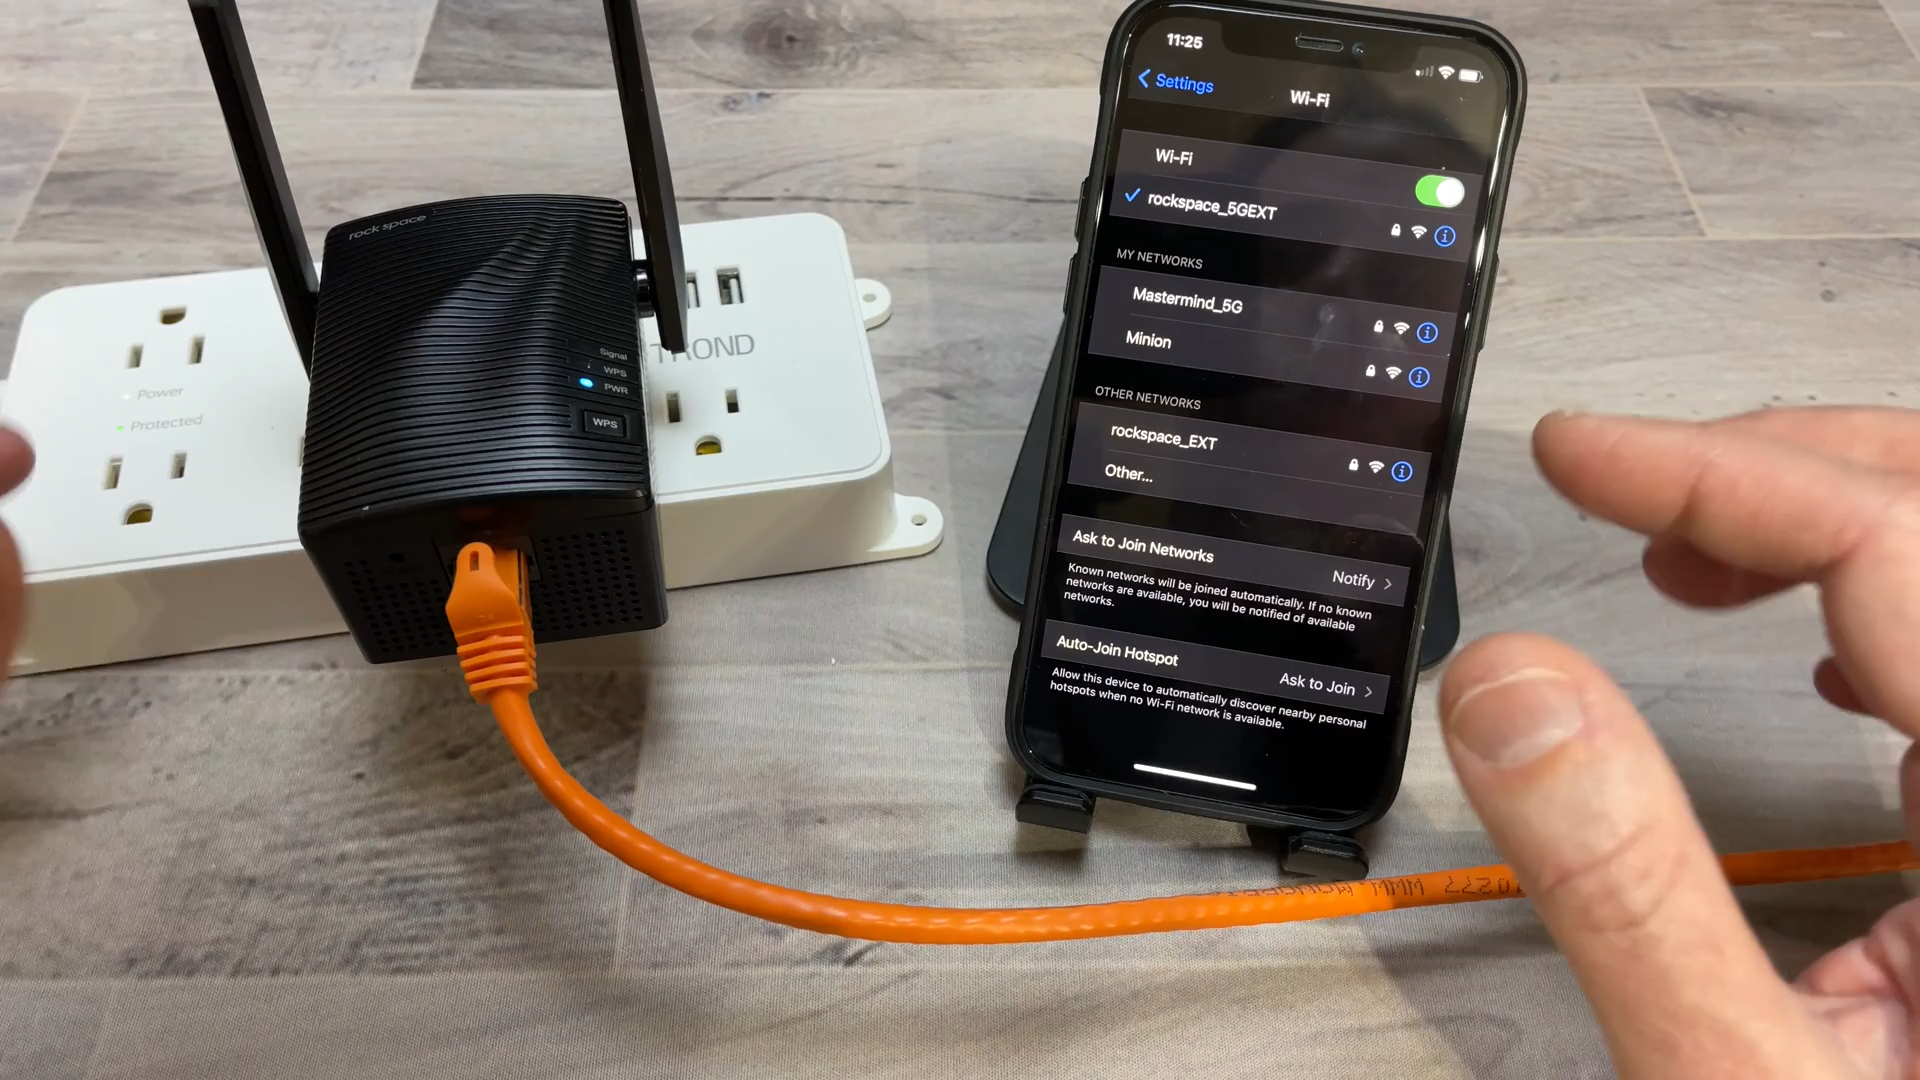 rock space
Signal
WPS
PWR
WPS
TROND
Power
Protected
11:25
Settings
Wi-Fi
Wi-Fi
rockspace_5GEXT
MY NETWORKS
Mastermind_5G
Minion
OTHER NETWORKS
rockspace_EXT
Other...
Ask to Join Networks
Notify
Known networks will be joined automatically. If no known
networks are available, you will be notified of available
networks.
Auto-Join Hotspot
Ask to Join
Allow this device to automatically discover nearby personal
hotspots when no Wi-Fi network is available.